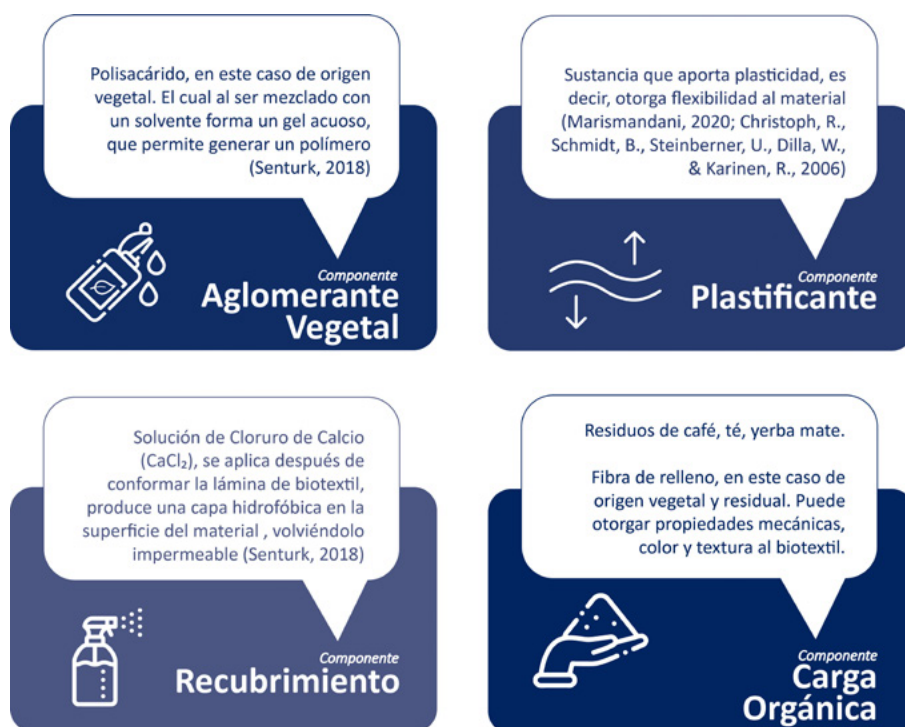 Polisacárido, en este caso de origen
vegetal. El cual al ser mezclado con
un solvente forma un gel acuoso,
que permite generar un polímero
(Senturk, 2018)
Componente
Aglomerante
Vegetal
Sustancia que aporta plasticidad, es
decir, otorga flexibilidad al material
(Marismandani, 2020; Christoph, R.,
Schmidt, B., Steinberner, U., Dilla, W.,
& Karinen, R., 2006)
Componente
Plastificante
Solución de Cloruro de Calcio
(CaCl₂), se aplica después de
conformar la lámina de biotextil,
produce una capa hidrofóbica en la
superficie del material , volviéndolo
impermeable (Senturk, 2018)
Componente
Recubrimiento
Residuos de café, té, yerba mate.
Fibra de relleno, en este caso de
origen vegetal y residual. Puede
otorgar propiedades mecánicas,
color y textura al biotextil.
Componente
Carga
Orgánica